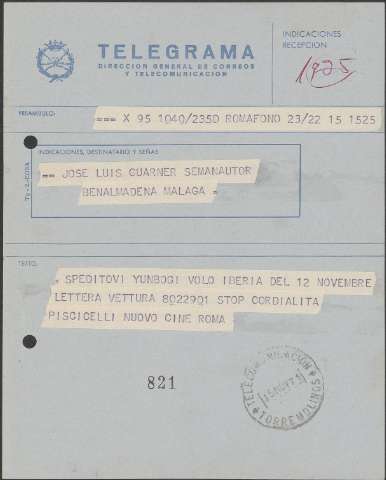 TELEGRAMA
DIRECCION GENERAL DE CORREOS
Y TELECOMUNICACION
INDICACIONES
RECEPCION
1925
PREAMBULO:
=== X 95 1040/235D ROMAFONO 23/22 15 1525
INDICACIONES, DESTINATARIO Y SEÑAS
== JOSE LUIS GUARNER SEMANAUTOR
BENALMADENA MALAGA =
TEXTO:
SPEDITOVI YUNBOGI VOLO IBERIA DEL 12 NOVEMBRE
LETTERA VETTURA 8022901 STOP CORDIALITA
PISCICELLI NUOVO CINE ROMA
821
TORREMOLINOS